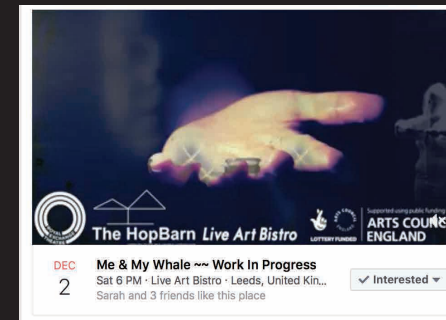 The HopBarn Live Art Bistro
LOTTERY FUNDED
Supported using public funding
ARTS COUNC
ENGLAND
DEC
2
Me & My Whale ~~ Work In Progress
Sat 6 PM · Live Art Bistro · Leeds, United Kin...
Sarah and 3 friends like this place
Interested